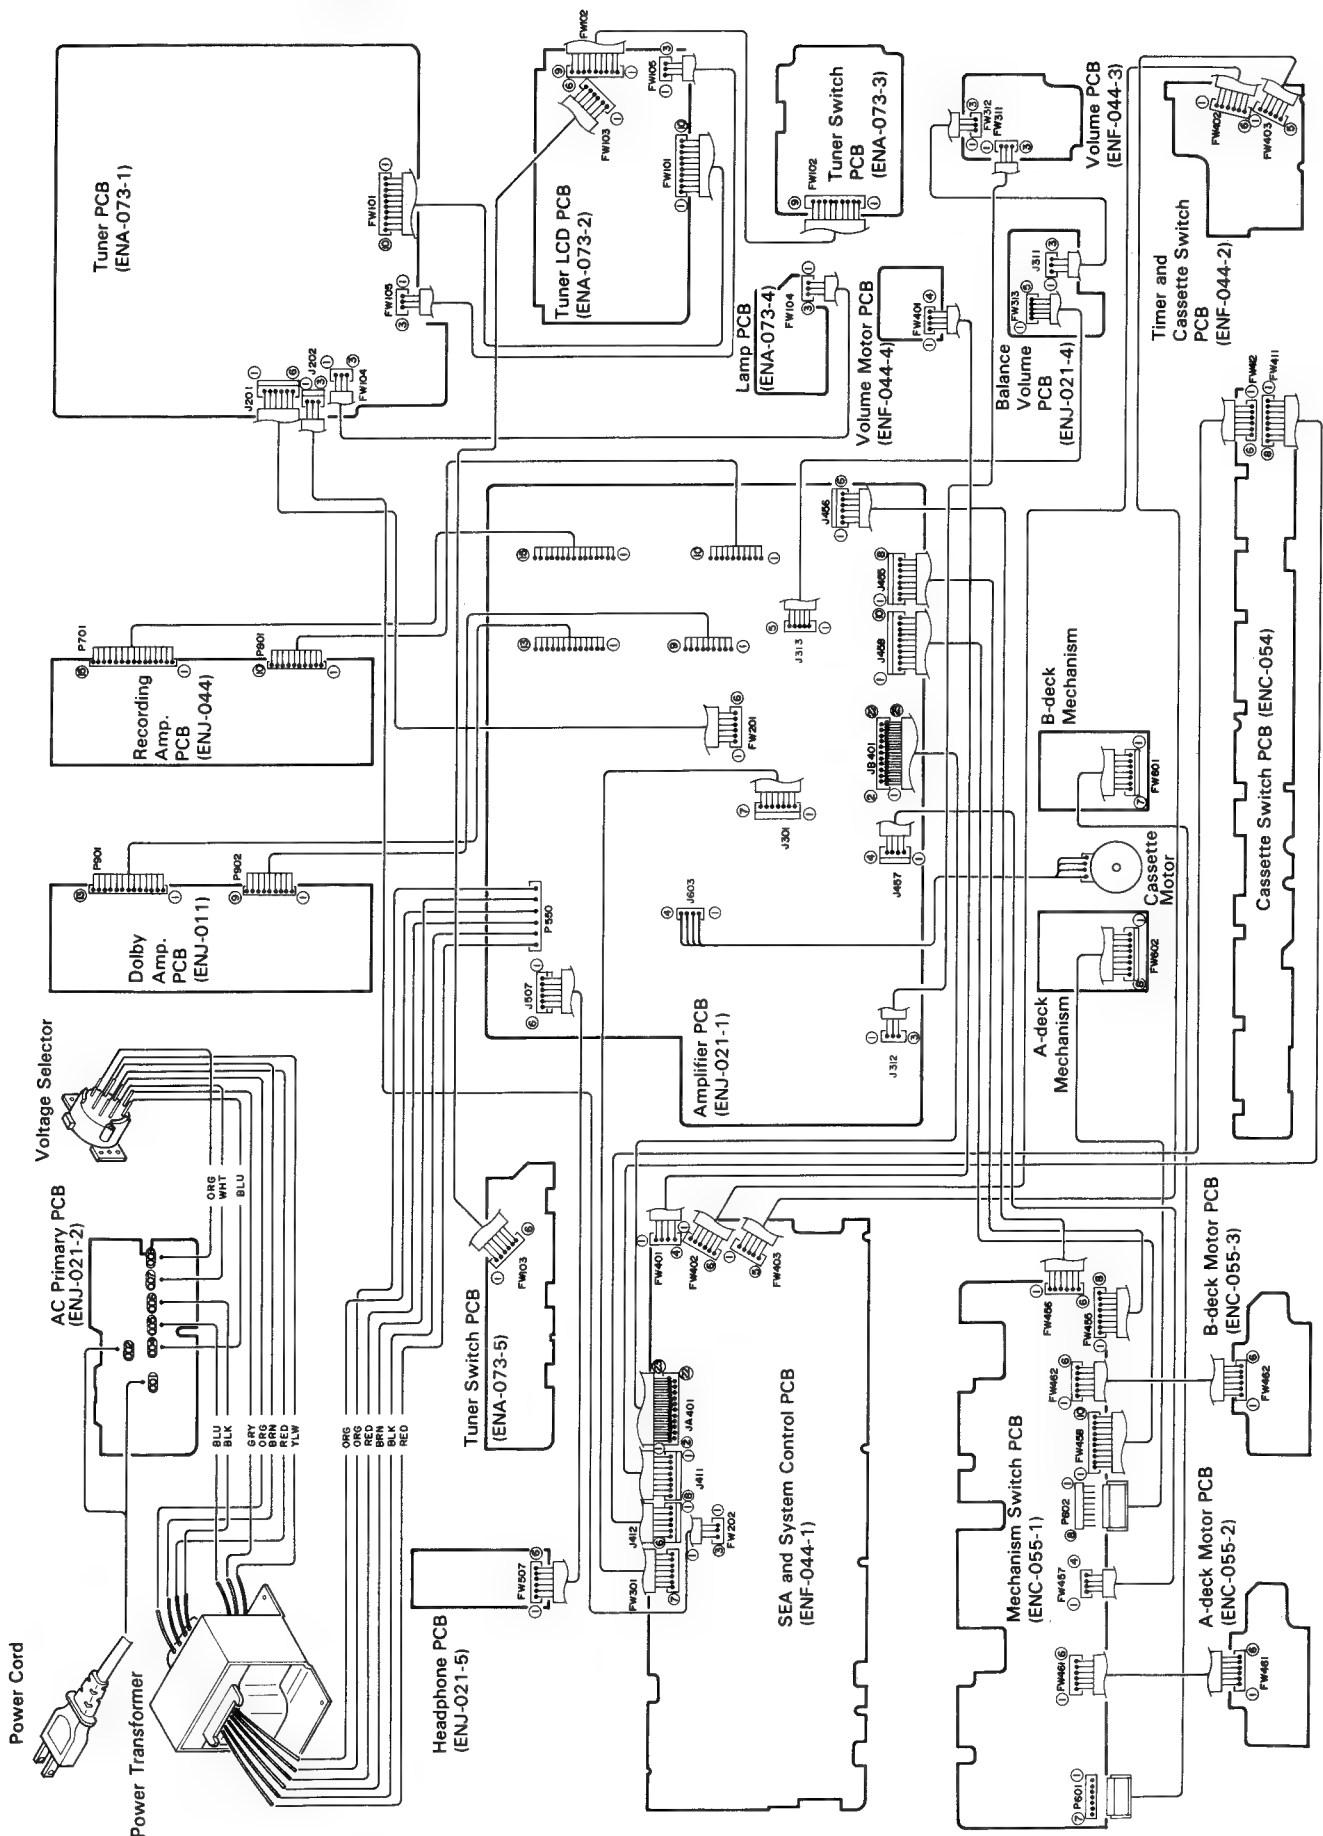 Power Cord
Power Transformer
AC Primary PCB
(ENJ-021-2)
Voltage Selector
ORG
WHT
BLU
BLU
BLK
GRY
ORG
BRN
RED
YLW
ORG
ORG
RED
BRN
BLK
RED
Dolby
Amp.
PCB
(ENJ-011)
P901
P902
Recording
Amp.
PCB
(ENJ-044)
P701
P801
Tuner PCB
(ENA-073-1)
FW101
FW105
J201
J202
FW104
Tuner LCD PCB
(ENA-073-2)
FW102
FW105
FW103
FW101
Tuner Switch
PCB
(ENA-073-3)
FW102
Lamp PCB
(ENA-073-4)
FW104
Volume Motor PCB
(ENF-044-4)
FW401
Volume PCB
(ENF-044-3)
FW312
FW311
Balance
Volume
PCB
(ENJ-021-4)
FW313
J311
Timer and
Cassette Switch
PCB
(ENF-044-2)
FW402
FW403
Headphone PCB
(ENJ-021-5)
FW507
Tuner Switch PCB
(ENA-073-5)
FW103
Amplifier PCB
(ENJ-021-1)
J507
P550
J603
J301
FW201
J313
J312
J457
JB401
J458
J455
J456
SEA and System Control PCB
(ENF-044-1)
FW301
J412
FW202
J411
JA401
FW401
FW402
FW403
A-deck
Mechanism
FW602
Cassette
Motor
B-deck
Mechanism
FW601
Cassette Switch PCB (ENC-054)
FW412
FW411
Mechanism Switch PCB
(ENC-055-1)
P601
FW461
FW457
P602
FW458
FW462
FW455
FW456
A-deck Motor PCB
(ENC-055-2)
FW461
B-deck Motor PCB
(ENC-055-3)
FW462